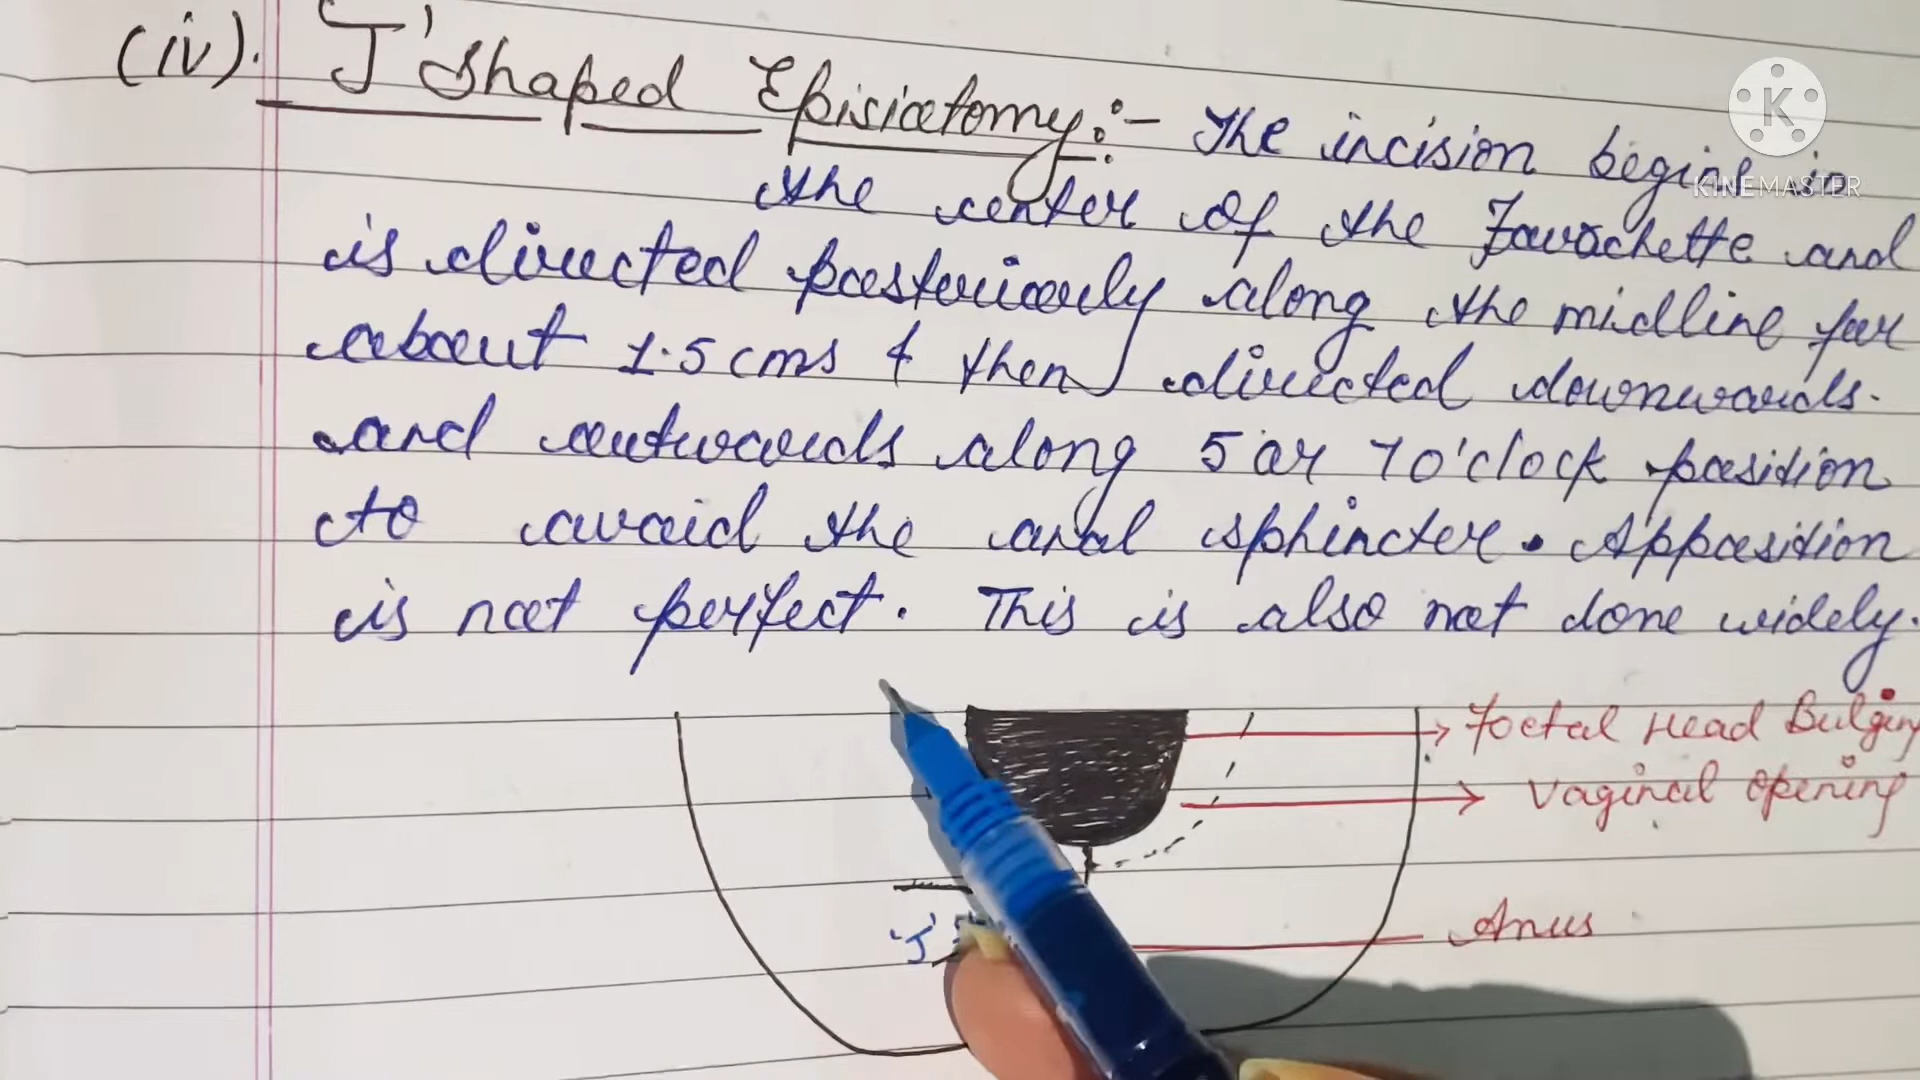 (iv). 'J' Shaped Episiotomy:- The incision begins in
the center of the Fourchette and
is directed posteriorly along the midline for
about 1.5 cms & then directed downwards.
and outwards along 5 or 7 O'clock position
to avoid the anal sphincter. Apposition
is not perfect. This is also not done widely.
Foetal Head Bulging
Vaginal Opening
Anus
'J'
K
KINEMASTER